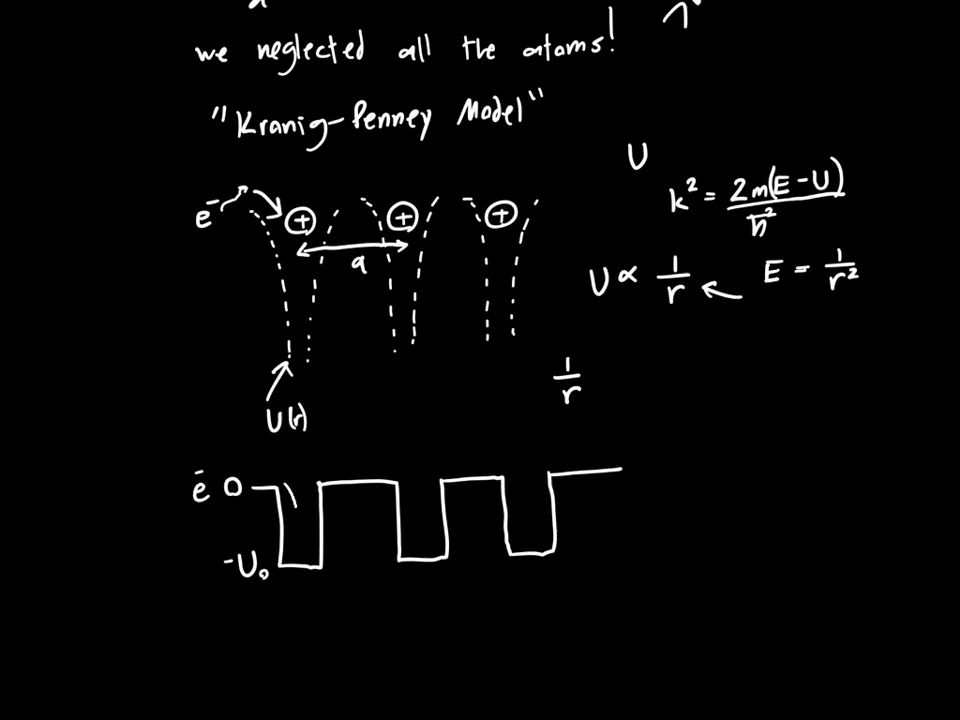 we neglected all the atoms!
"Kranig-Penney Model"
U
k² = 2m(E - U) / ħ²
e⁻ + + +
a
U ∝ 1/r
E = 1/r²
1/r
U(r)
e⁻ 0
-U₀